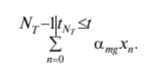 N_T−1|t_{N_T}≤t
∑ α_{mg}x_n.
n=0